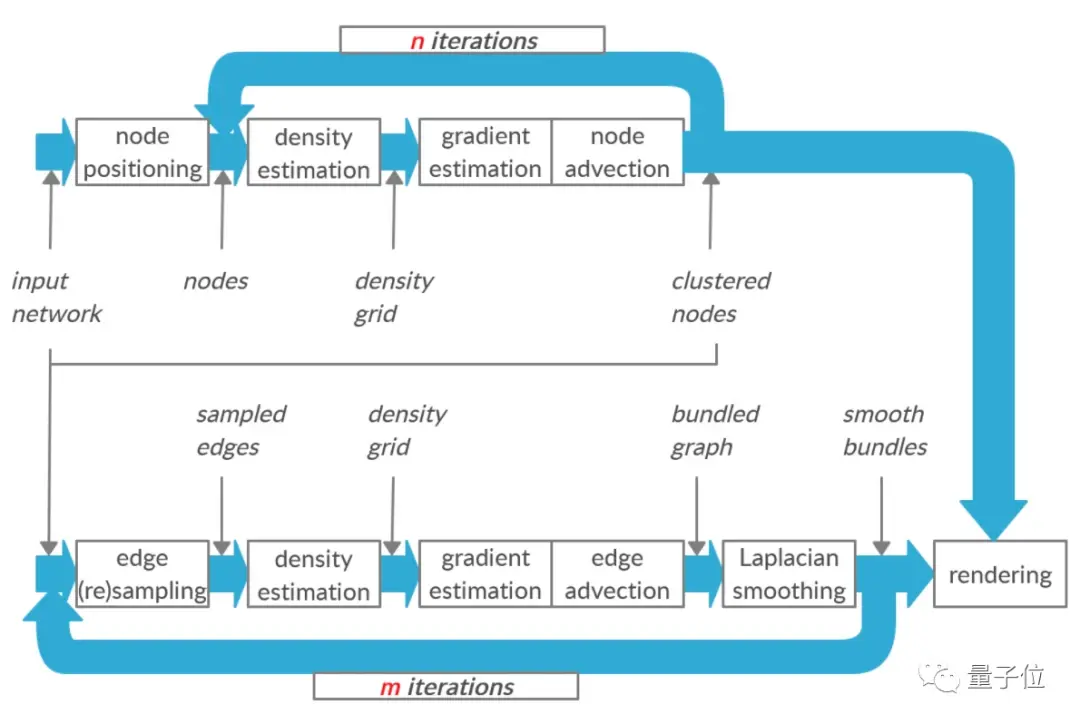 n iterations
node
positioning
density
estimation
gradient
estimation
node
advection
input
network
nodes
density
grid
clustered
nodes
sampled
edges
density
grid
bundled
graph
smooth
bundles
edge
(re)sampling
density
estimation
gradient
estimation
edge
advection
Laplacian
smoothing
rendering
m iterations
量子位